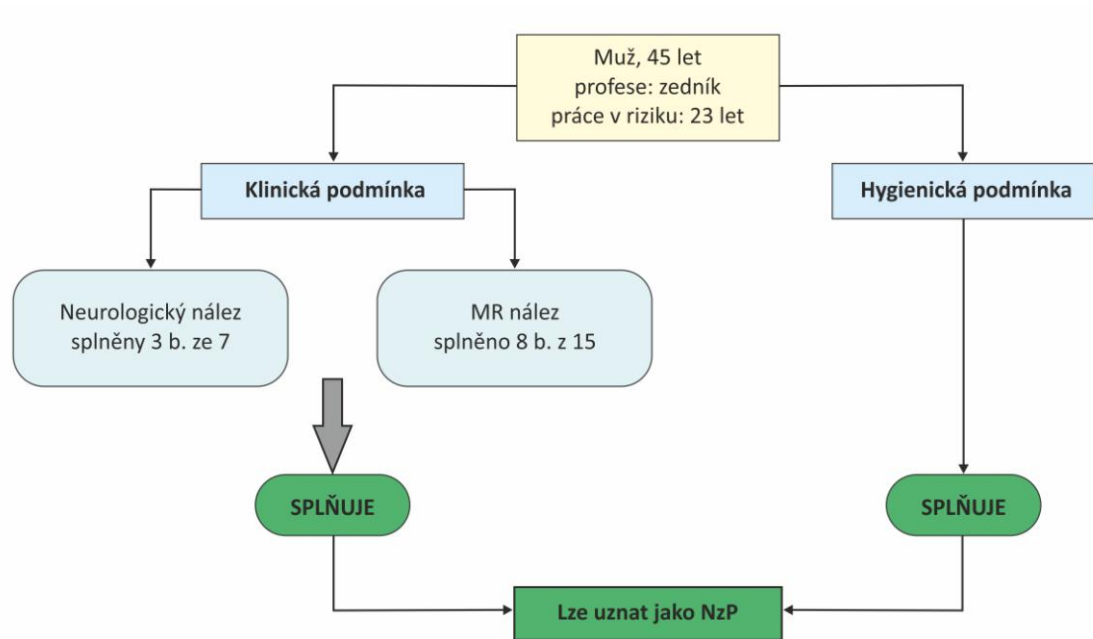 Muž, 45 let
profese: zedník
práce v riziku: 23 let
Klinická podmínka
Hygienická podmínka
Neurologický nález
splněny 3 b. ze 7
MR nález
splněno 8 b. z 15
SPLŇUJE
SPLŇUJE
Lze uznat jako NzP